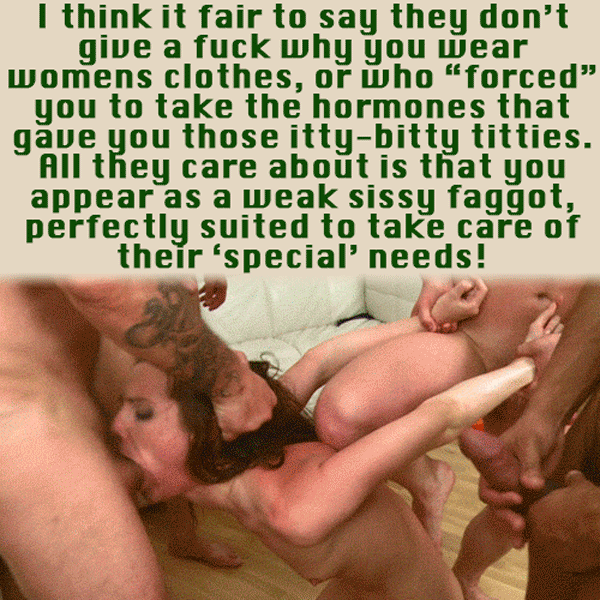 I think it fair to say they don't
give a fuck why you wear
womens clothes, or who "forced"
you to take the hormones that
gave you those itty-bitty titties.
All they care about is that you
appear as a weak sissy faggot,
perfectly suited to take care of
their 'special' needs!